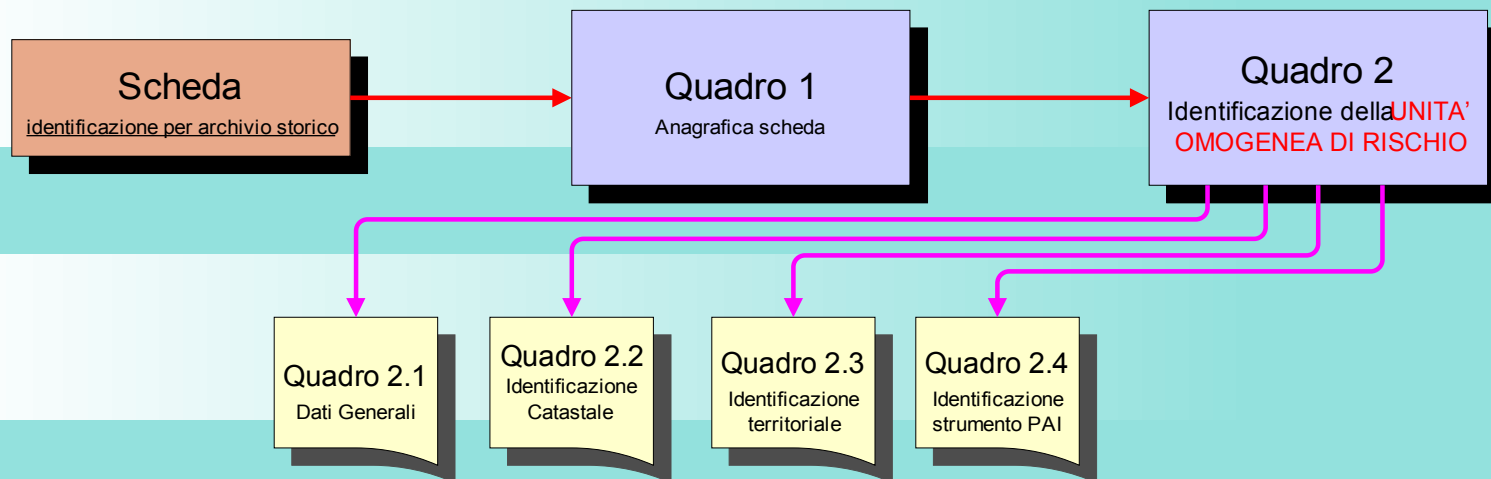 Scheda
identificazione per archivio storico
Quadro 1
Anagrafica scheda
Quadro 2
Identificazione della UNITA’
OMOGENEA DI RISCHIO
Quadro 2.1
Dati Generali
Quadro 2.2
Identificazione
Catastale
Quadro 2.3
Identificazione
territoriale
Quadro 2.4
Identificazione
strumento PAI